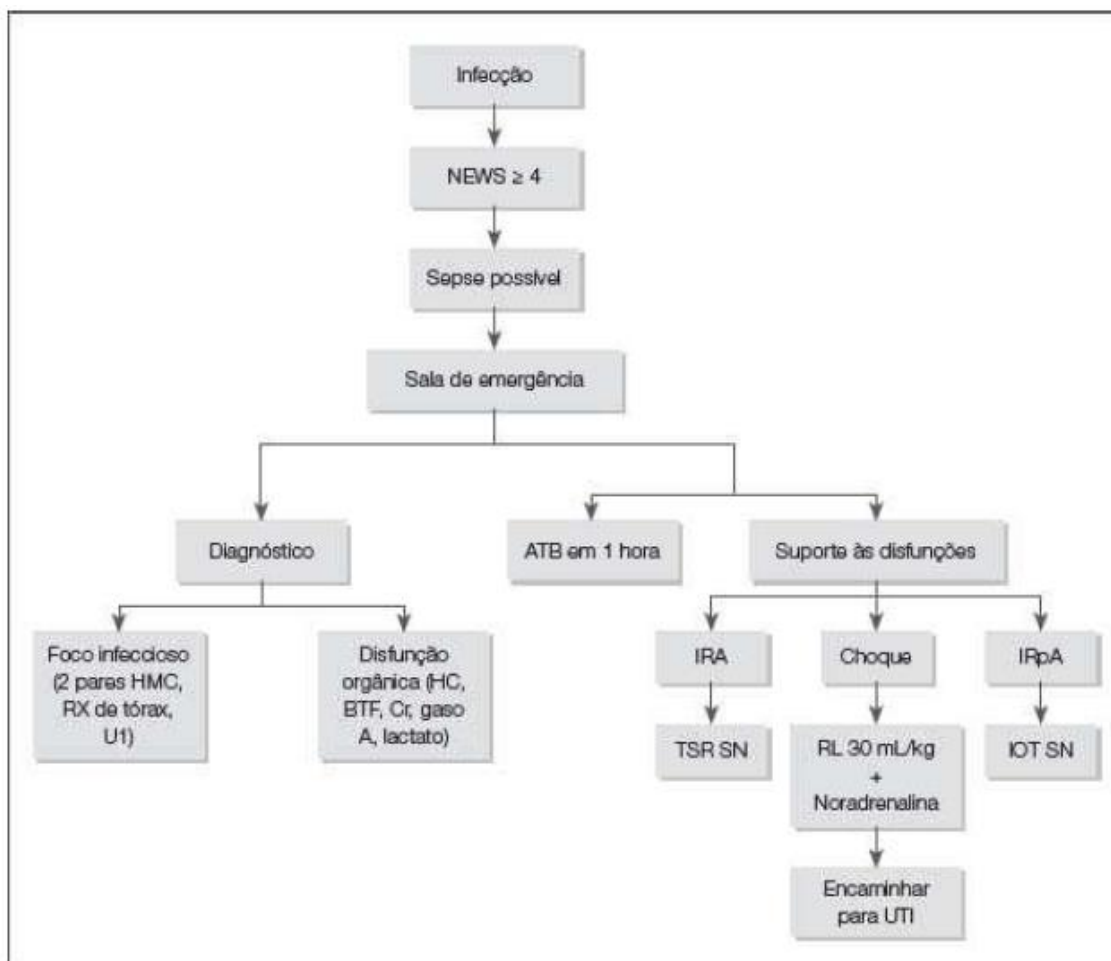 Infecção
NEWS ≥ 4
Sepse possível
Sala de emergência
Diagnóstico
ATB em 1 hora
Suporte às disfunções
Foco infeccioso
(2 pares HMC,
RX de tórax,
U1)
Disfunção
orgânica (HC,
BTF, Cr, gaso
A, lactato)
IRA
Choque
IRpA
TSR SN
RL 30 mL/kg
+
Noradrenalina
IOT SN
Encaminhar
para UTI